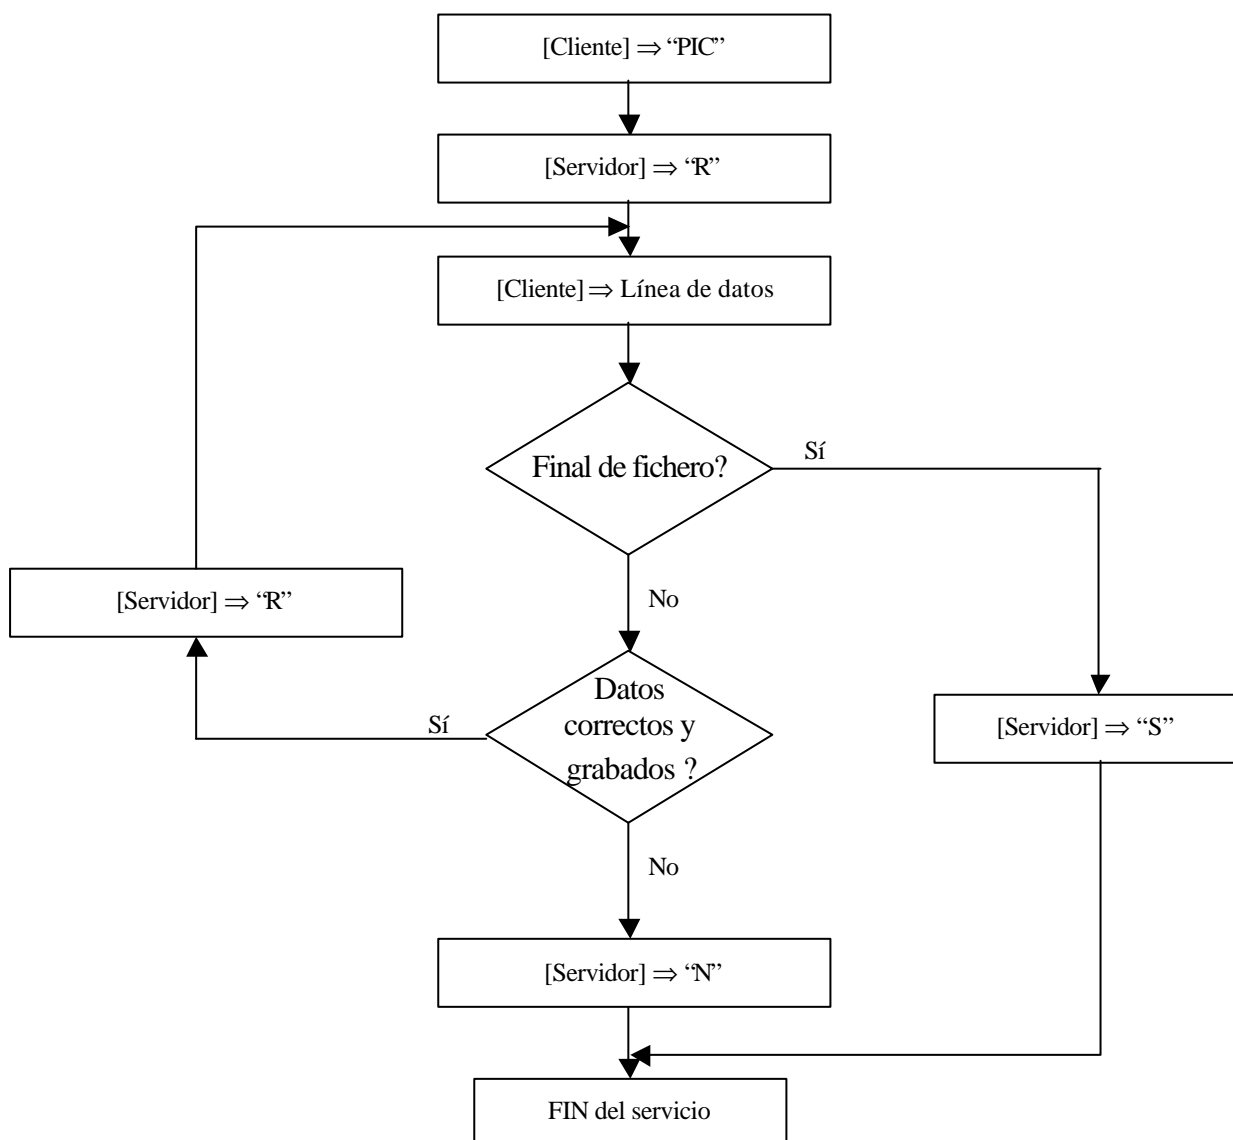 [Cliente] ⇒ “PIC”
[Servidor] ⇒ “R”
[Cliente] ⇒ Línea de datos
Final de fichero?
Sí
No
[Servidor] ⇒ “R”
Datos
correctos y
grabados ?
Sí
[Servidor] ⇒ “S”
No
[Servidor] ⇒ “N”
FIN del servicio